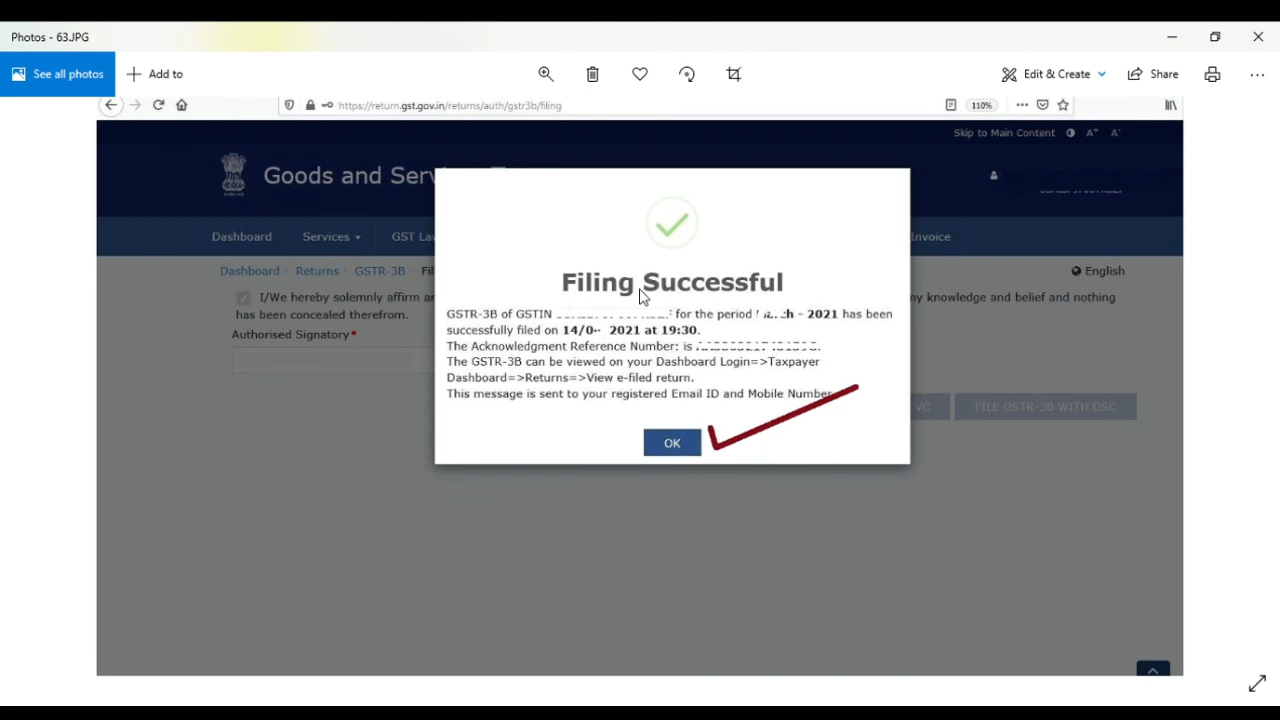 Photos - 63.JPG
See all photos
Add to
Edit & Create
Share
https://return.gst.gov.in/returns/auth/gstr3b/filing
110%
Skip to Main Content A+ A-
Goods and Serv
Dashboard Services GST La Invoice
Dashboard Returns GSTR-3B Fil
English
I/We hereby solemnly affirm an
ny knowledge and belief and nothing
has been concealed therefrom.
Authorised Signatory*
VC
FILE GSTR-3B WITH DSC
Filing Successful
GSTR-3B of GSTIN for the period - 2021 has been
successfully filed on 14/0 2021 at 19:30.
The Acknowledgment Reference Number: is
The GSTR-3B can be viewed on your Dashboard Login=>Taxpayer
Dashboard=>Returns=>View e-filed return.
This message is sent to your registered Email ID and Mobile Number
OK